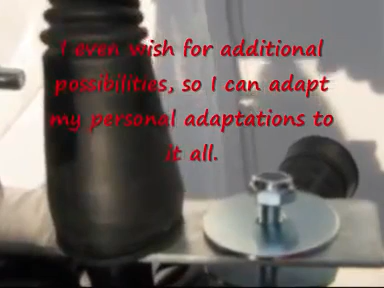 I even wish for additional
possibilities, so I can adapt
my personal adaptations to
it all.